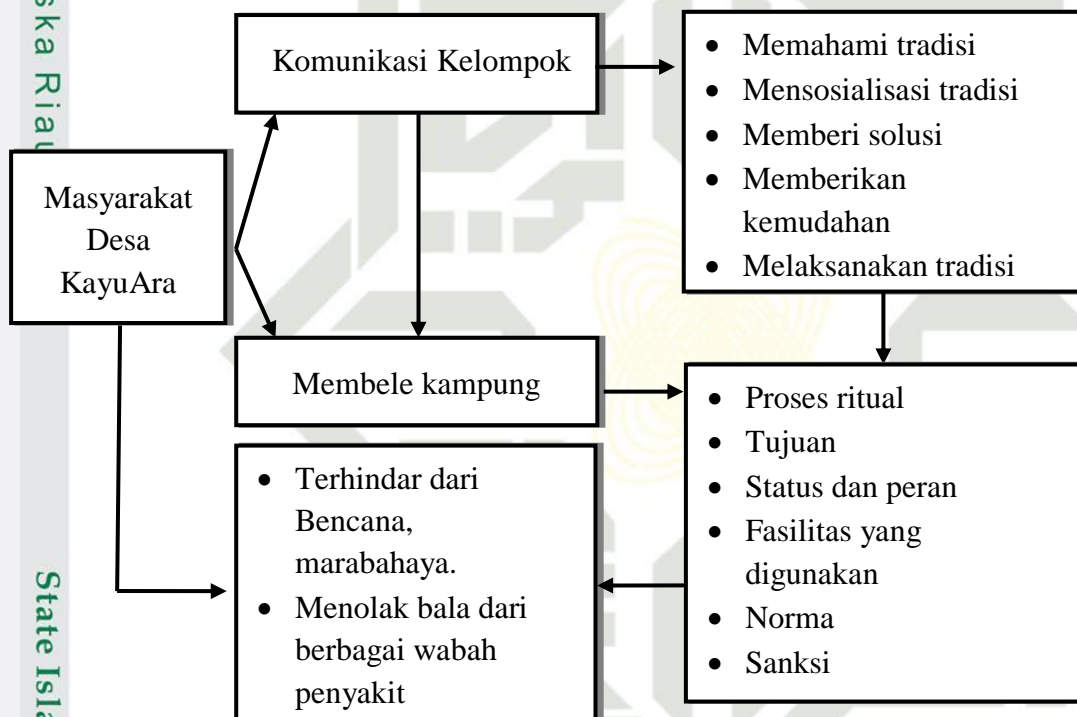 ska Riau
State Isla
Komunikasi Kelompok
• Memahami tradisi
• Mensosialisasi tradisi
• Memberi solusi
• Memberikan
kemudahan
• Melaksanakan tradisi
Masyarakat
Desa
KayuAra
Membele kampung
• Proses ritual
• Tujuan
• Status dan peran
• Fasilitas yang
digunakan
• Norma
• Sanksi
• Terhindar dari
Bencana,
marabahaya.
• Menolak bala dari
berbagai wabah
penyakit